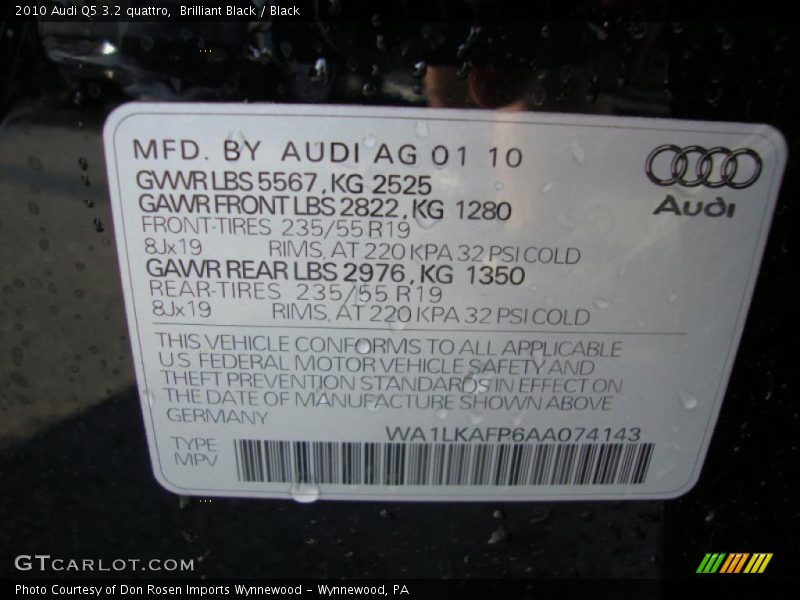 2010 Audi Q5 3.2 quattro,  Brilliant Black / Black
MFD. BY AUDI AG 01 10
GVWR LBS 5567, KG 2525
GAWR FRONT LBS 2822, KG 1280
FRONT-TIRES 235/55 R19
8Jx19 RIMS, AT 220 KPA 32 PSI COLD
GAWR REAR LBS 2976, KG 1350
REAR-TIRES 235/55 R19
8Jx19 RIMS, AT 220 KPA 32 PSI COLD
Audi
THIS VEHICLE CONFORMS TO ALL APPLICABLE
U.S. FEDERAL MOTOR VEHICLE SAFETY AND
THEFT PREVENTION STANDARDS IN EFFECT ON
THE DATE OF MANUFACTURE SHOWN ABOVE
GERMANY
WA1LKAFP6AA074143
TYPE
MPV
GTCARLOT.COM
Photo Courtesy of Don Rosen Imports Wynnewood - Wynnewood, PA